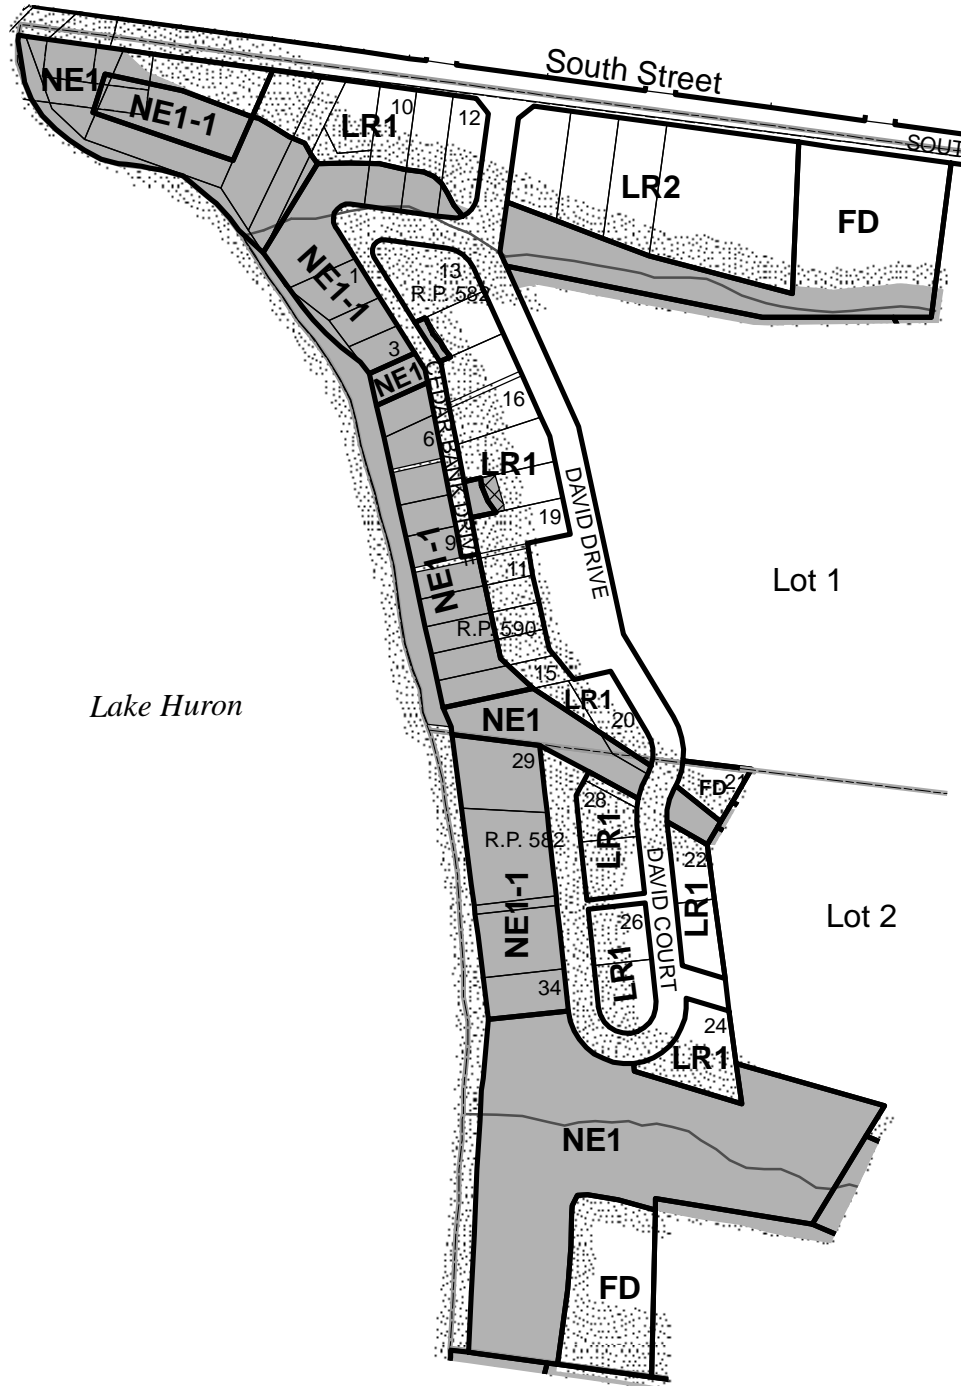 South Street
SOUT
NE1
NE1-1
LR1
10
12
LR2
FD
NE1-1
1
3
13
R.P. 582
NE1
CEDAR BANK DRIVE
16
6
LR1
19
DAVID DRIVE
9
NE1-1
11
R.P. 590
15
LR1
20
Lot 1
Lake Huron
NE1
29
FD
21
28
LR1
R.P. 582
22
LR1
DAVID COURT
NE1-1
26
LR1
Lot 2
34
24
LR1
NE1
FD